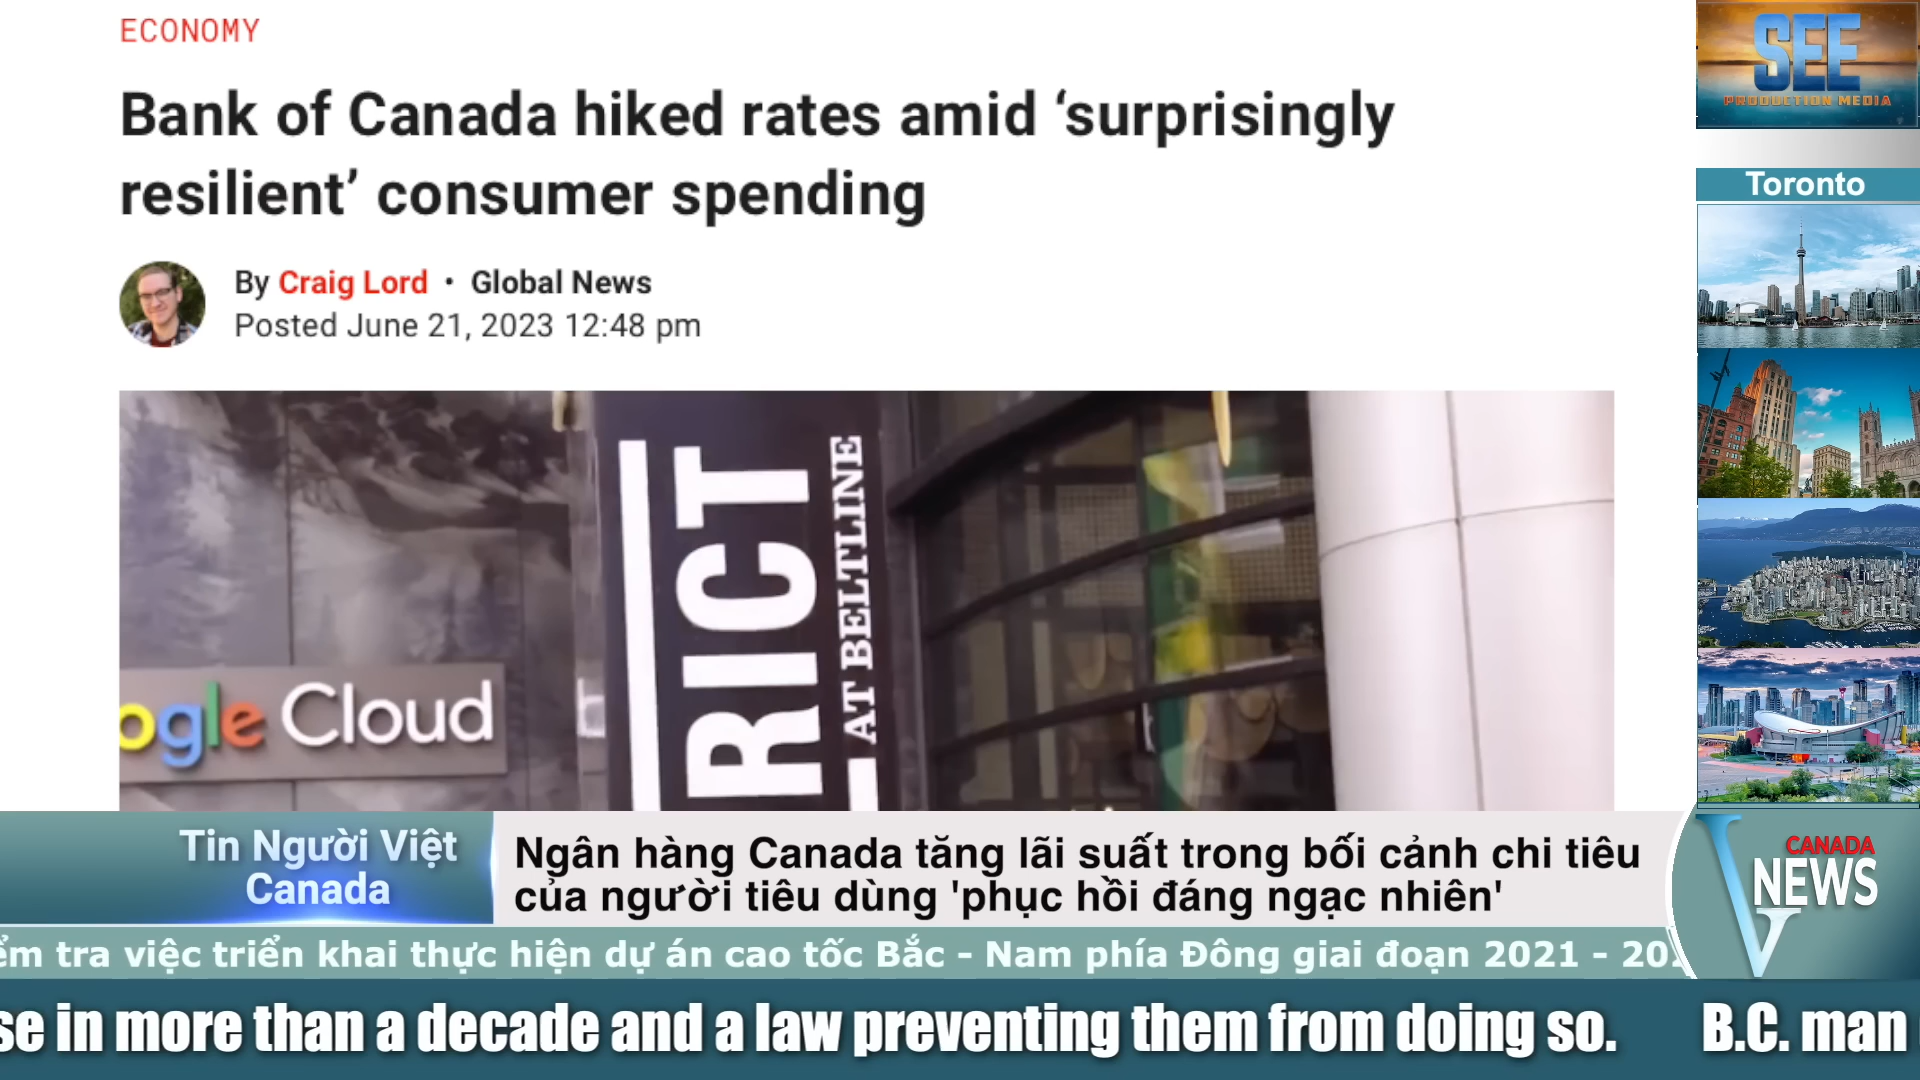 ECONOMY
Bank of Canada hiked rates amid ‘surprisingly
resilient’ consumer spending
By Craig Lord • Global News
Posted June 21, 2023 12:48 pm
SEE
PRODUCTION MEDIA
Toronto
ogle Cloud
RICT
AT BELTLINE
Tin Người Việt
Canada
Ngân hàng Canada tăng lãi suất trong bối cảnh chi tiêu
của người tiêu dùng 'phục hồi đáng ngạc nhiên'
CANADA
V NEWS
tra việc triển khai thực hiện dự án cao tốc Bắc - Nam phía Đông giai đoạn 2021 -
in more than a decade and a law preventing them from doing so. B.C. man